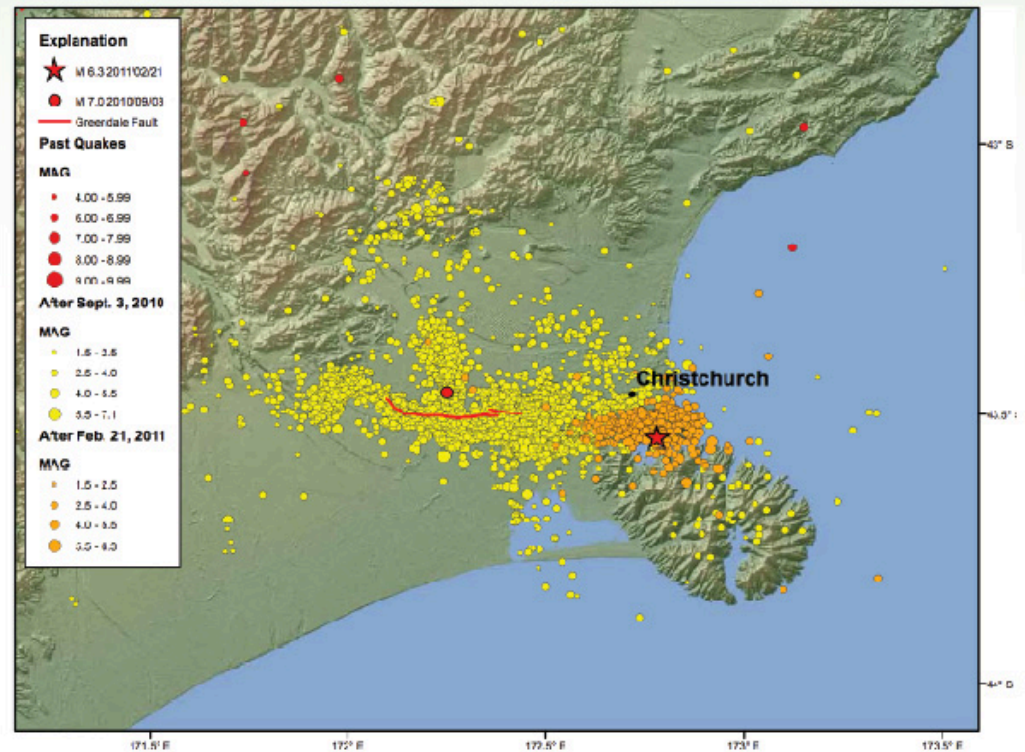 Explanation
M 6.3 2011/02/21
M 7.0 2010/09/03
Greendale Fault
Past Quakes
MAG
4.00 - 5.99
6.00 - 6.99
7.00 - 7.99
8.00 - 8.99
9.00 - 9.99
After Sept. 3, 2010
MAG
1.5 - 2.5
2.5 - 4.0
4.0 - 5.5
5.5 - 7.1
After Feb. 21, 2011
MAG
1.5 - 2.5
2.5 - 4.0
4.0 - 5.5
5.5 - 6.3
Christchurch
43° S
43.5° S
44° S
171.5° E
172° E
172.5° E
173° E
173.5° E